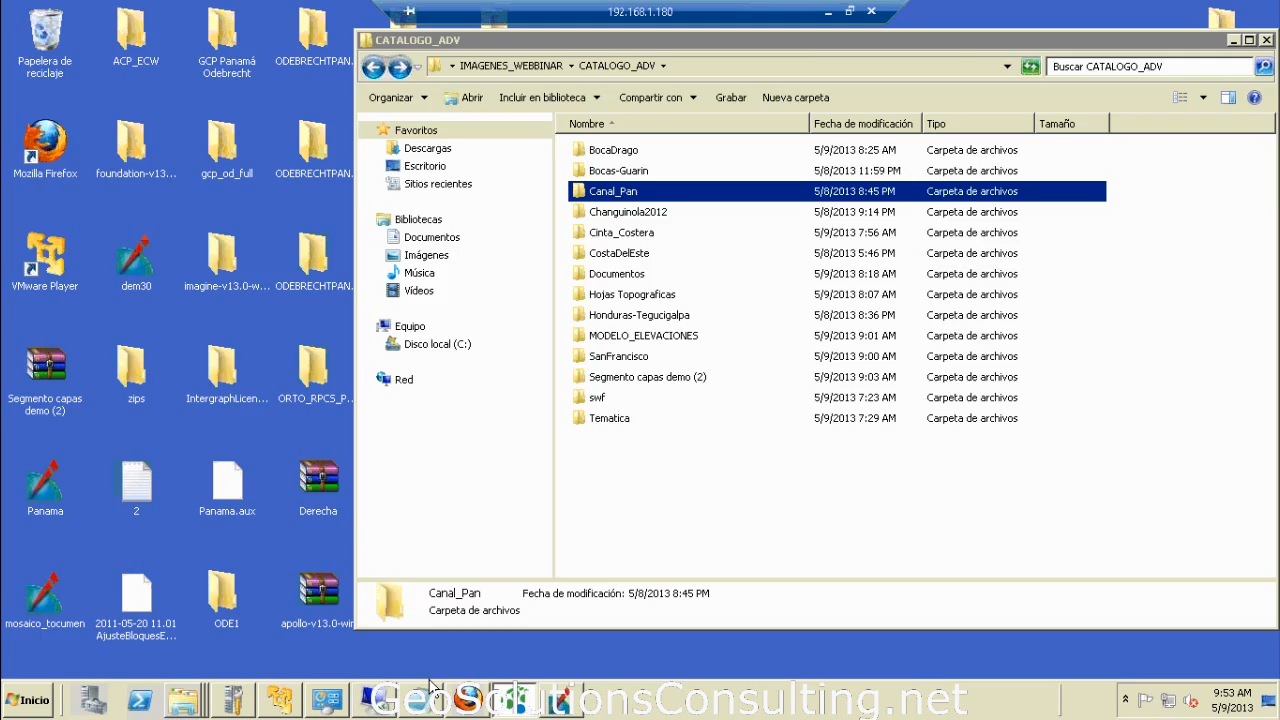 192.168.1.180
Papelera de
reciclaje
ACP_ECW
GCP Panamá
Odebrecht
ODEBRECHTPAN...
Mozilla Firefox
foundation-v13...
gcp_od_full
ODEBRECHTPAN...
VMware Player
dem30
imagine-v13.0-w...
ODEBRECHTPAN...
Segmento capas
demo (2)
zips
IntergraphLicen...
ORTO_RPCS_P...
Panama
2
Panama.aux
Derecha
mosaico_tocumen
2011-05-20 11.01
AjusteBloquesE...
ODE1
apollo-v13.0-win
CATALOGO_ADV
IMAGENES_WEBBINAR CATALOGO_ADV
Buscar CATALOGO_ADV
Organizar Abrir Incluir en biblioteca Compartir con Grabar Nueva carpeta
Favoritos
Descargas
Escritorio
Sitios recientes
Bibliotecas
Documentos
Imágenes
Música
Vídeos
Equipo
Disco local (C:)
Red
Nombre Fecha de modificación Tipo Tamaño
BocaDrago 5/9/2013 8:25 AM Carpeta de archivos
Bocas-Guarin 5/8/2013 11:59 PM Carpeta de archivos
Canal_Pan 5/8/2013 8:45 PM Carpeta de archivos
Changuinola2012 5/8/2013 9:14 PM Carpeta de archivos
Cinta_Costera 5/9/2013 7:56 AM Carpeta de archivos
CostaDelEste 5/8/2013 5:46 PM Carpeta de archivos
Documentos 5/9/2013 8:18 AM Carpeta de archivos
Hojas Topograficas 5/9/2013 8:07 AM Carpeta de archivos
Honduras-Tegucigalpa 5/8/2013 8:36 PM Carpeta de archivos
MODELO_ELEVACIONES 5/9/2013 9:01 AM Carpeta de archivos
SanFrancisco 5/9/2013 9:00 AM Carpeta de archivos
Segmento capas demo (2) 5/9/2013 9:03 AM Carpeta de archivos
swf 5/9/2013 7:23 AM Carpeta de archivos
Tematica 5/9/2013 7:29 AM Carpeta de archivos
Canal_Pan Fecha de modificación: 5/8/2013 8:45 PM
Carpeta de archivos
Inicio
GeoSolutionsConsulting.net
9:53 AM
5/9/2013